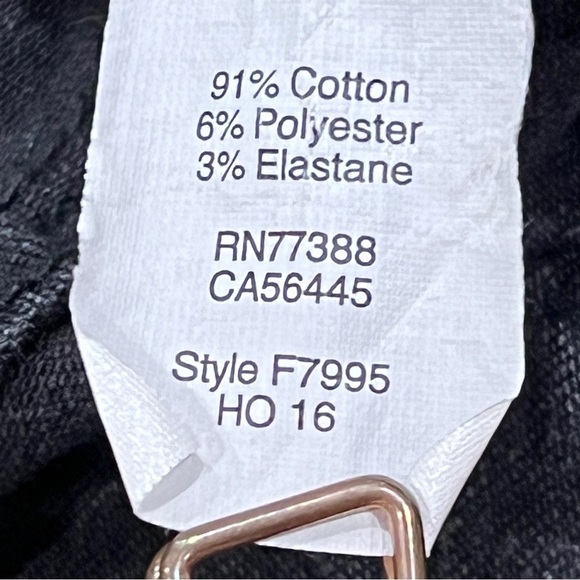 91% Cotton
6% Polyester
3% Elastane
RN77388
CA56445
Style F7995
HO 16